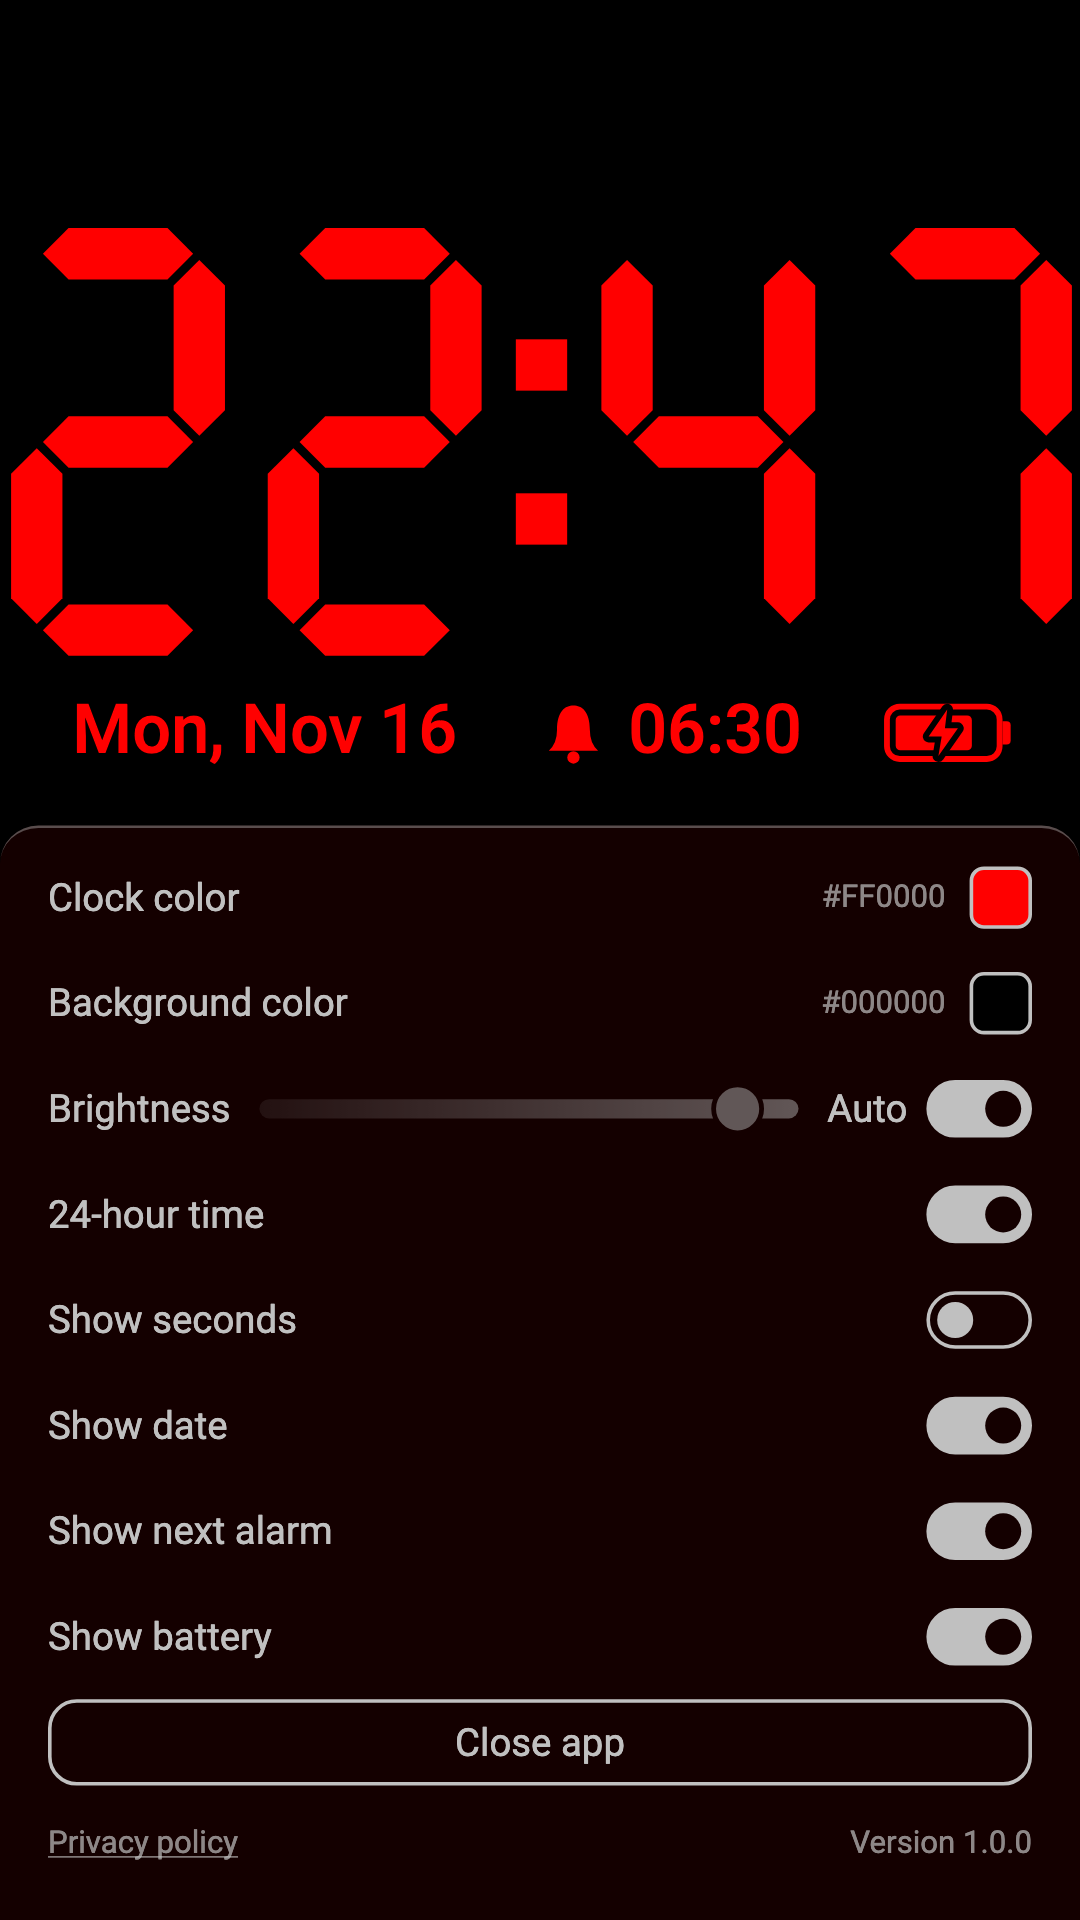 22:47
Mon, Nov 16 06:30
Clock color #FF0000
Background color #000000
Brightness Auto
24-hour time
Show seconds
Show date
Show next alarm
Show battery
Close app
Privacy policy Version 1.0.0